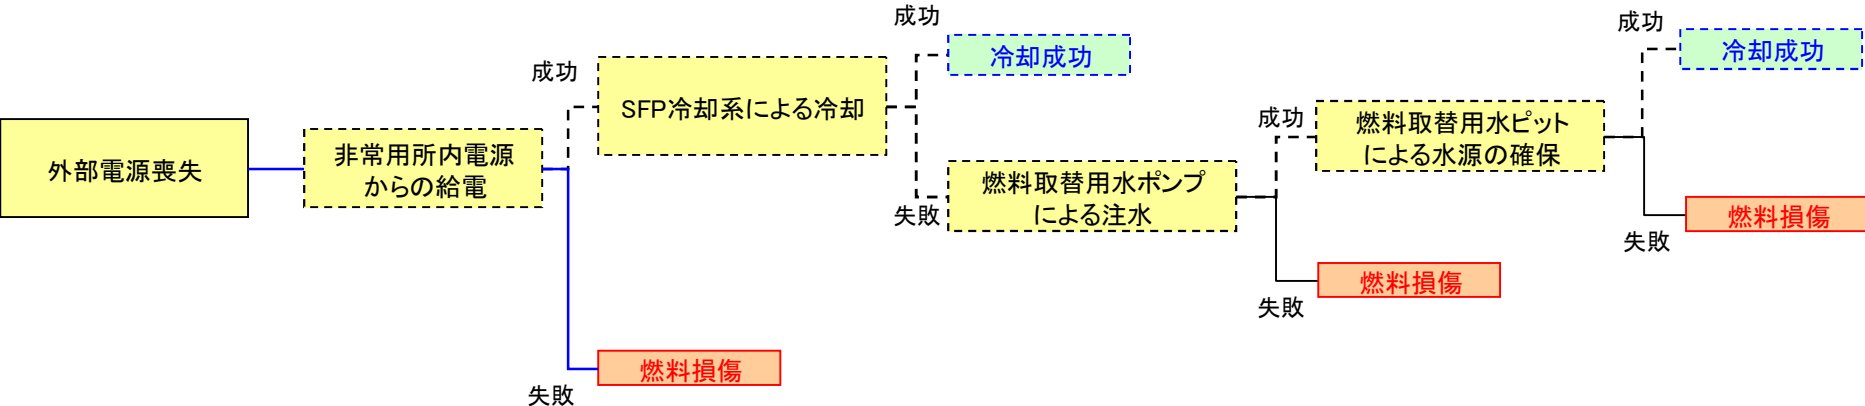 外部電源喪失
非常用所内電源
からの給電
成功
失敗
SFP冷却系による冷却
燃料損傷
成功
失敗
冷却成功
燃料取替用水ポンプ
による注水
成功
失敗
燃料取替用水ピット
による水源の確保
燃料損傷
成功
失敗
冷却成功
燃料損傷